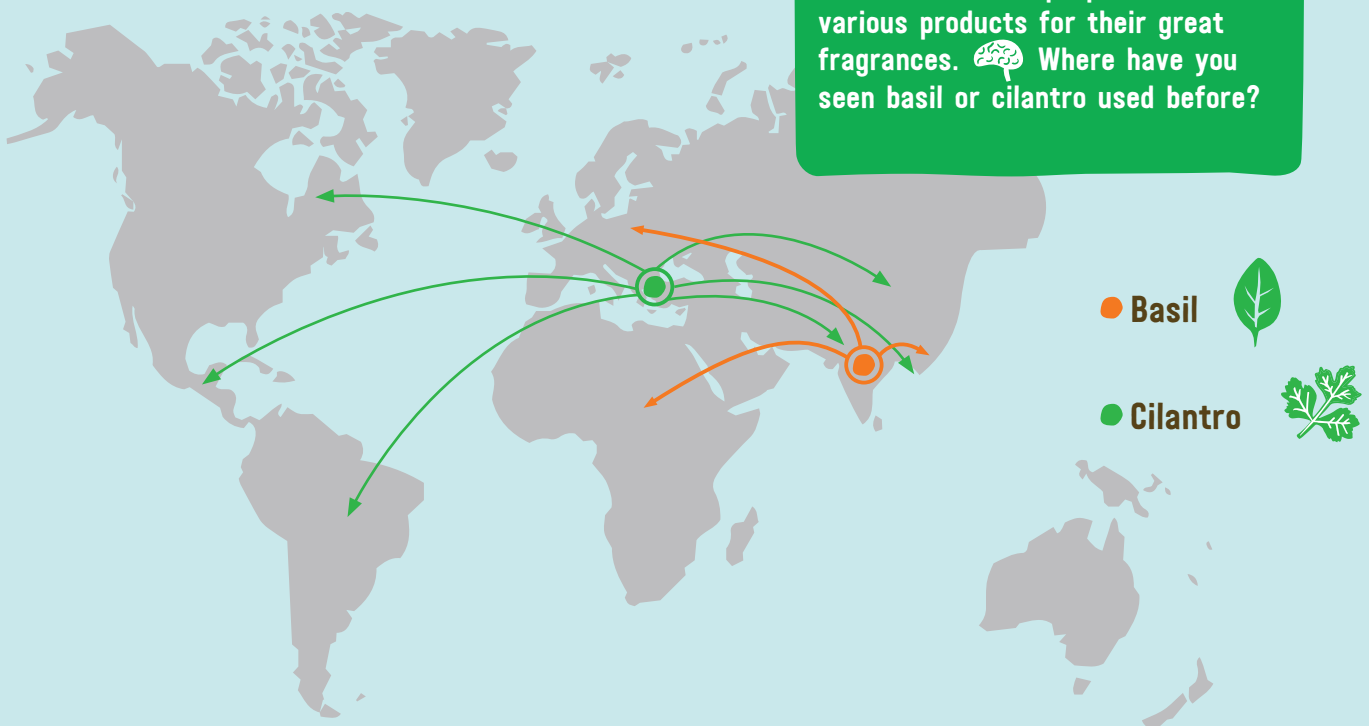 various products for their great
fragrances. Where have you
seen basil or cilantro used before?
Basil
Cilantro